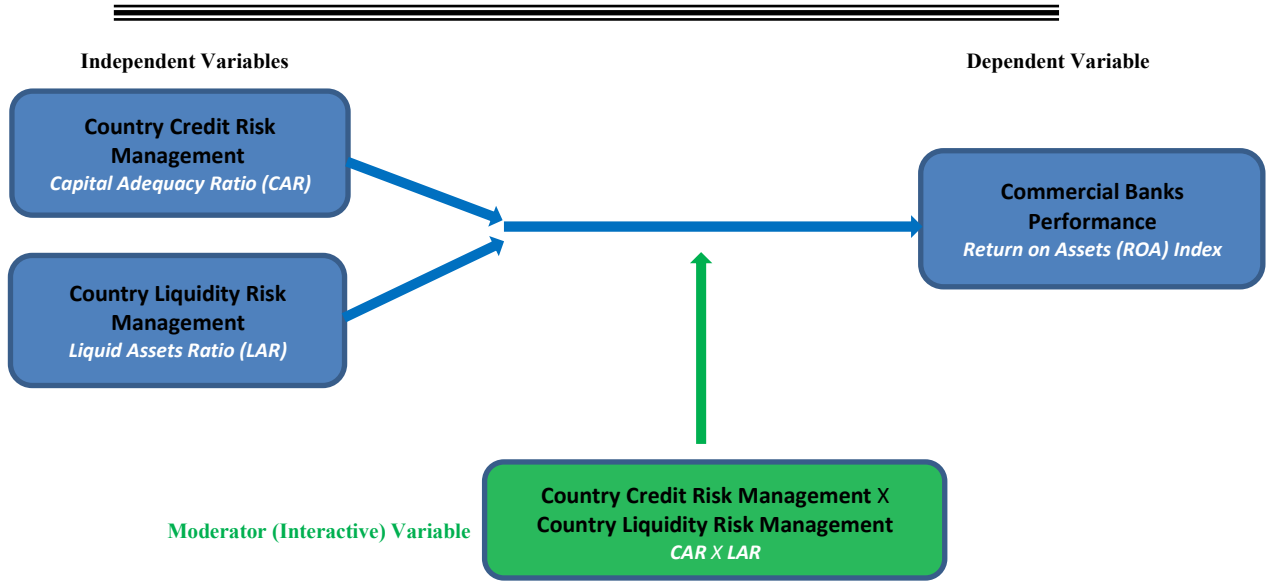 Independent Variables
Dependent Variable
Country Credit Risk
Management
Capital Adequacy Ratio (CAR)
Commercial Banks
Performance
Return on Assets (ROA) Index
Country Liquidity Risk
Management
Liquid Assets Ratio (LAR)
Moderator (Interactive) Variable
Country Credit Risk Management X
Country Liquidity Risk Management
CAR X LAR